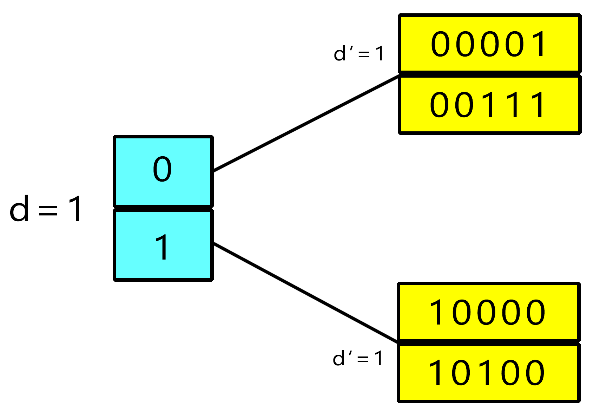 d = 1
0
1
d′ = 1
00001
00111
d′ = 1
10000
10100